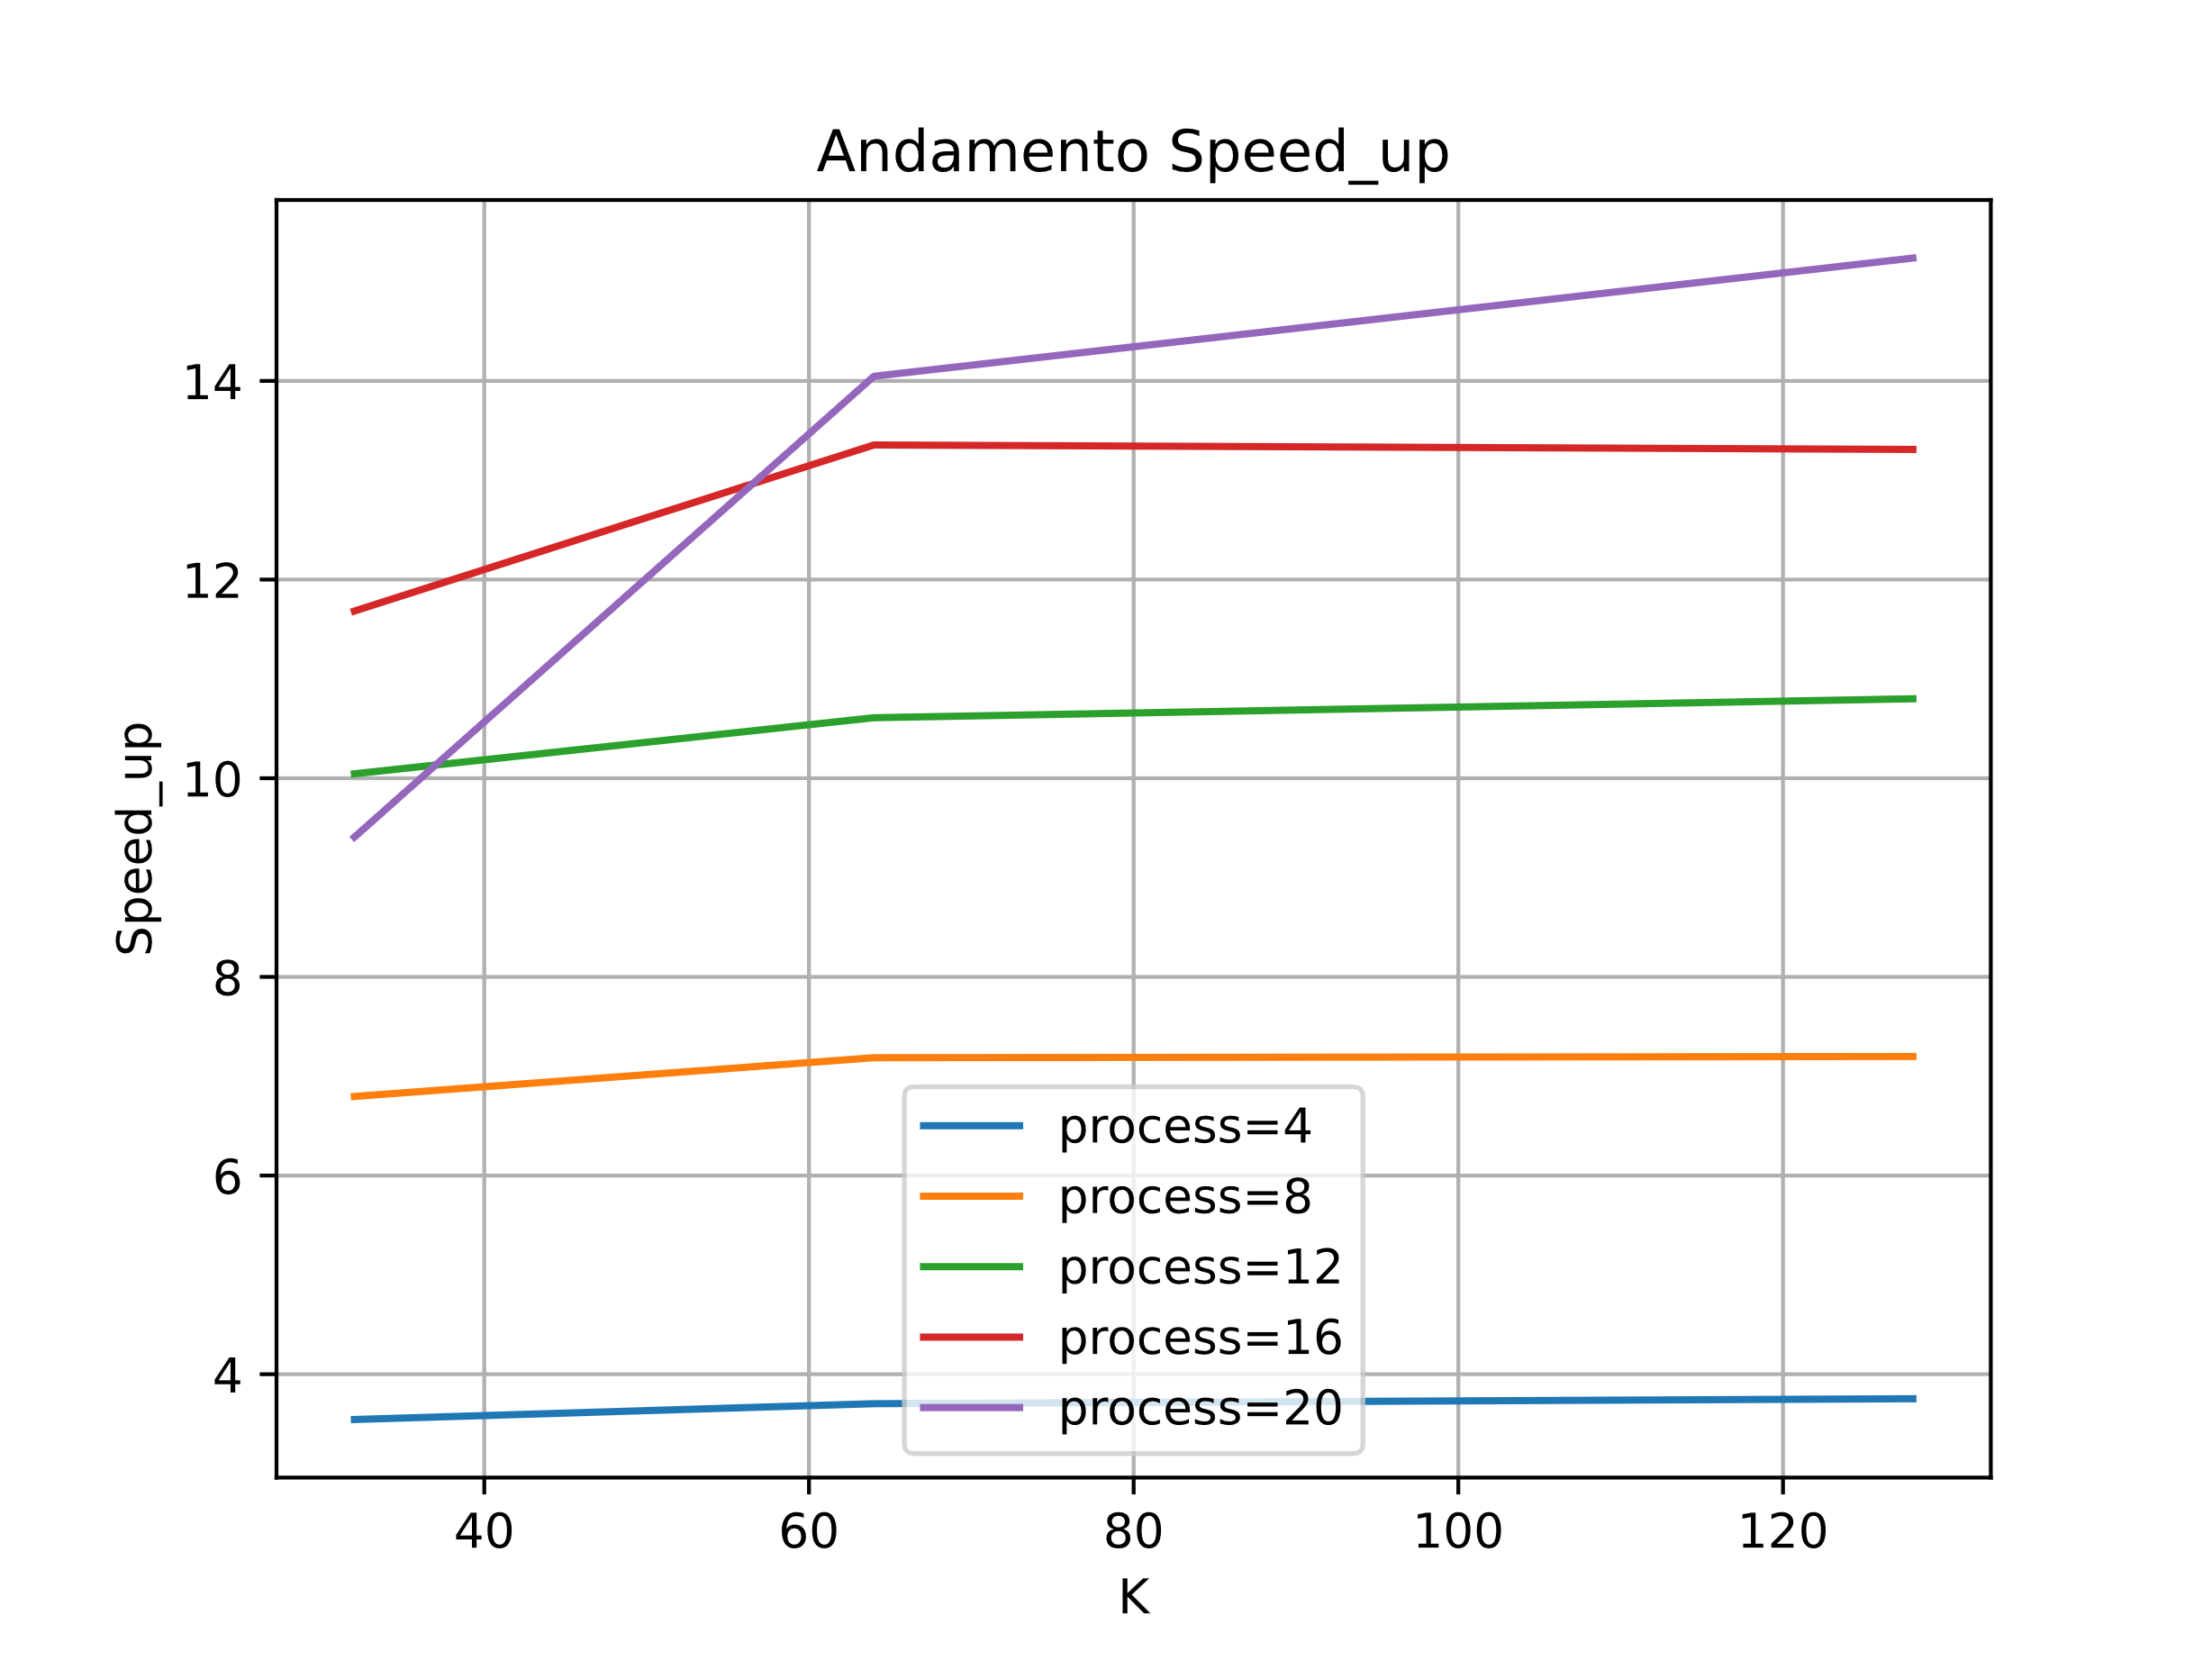 Andamento Speed_up
Speed_up
14
12
10
8
6
4
process=4
process=8
process=12
process=16
process=20
40 60 80 100 120
K